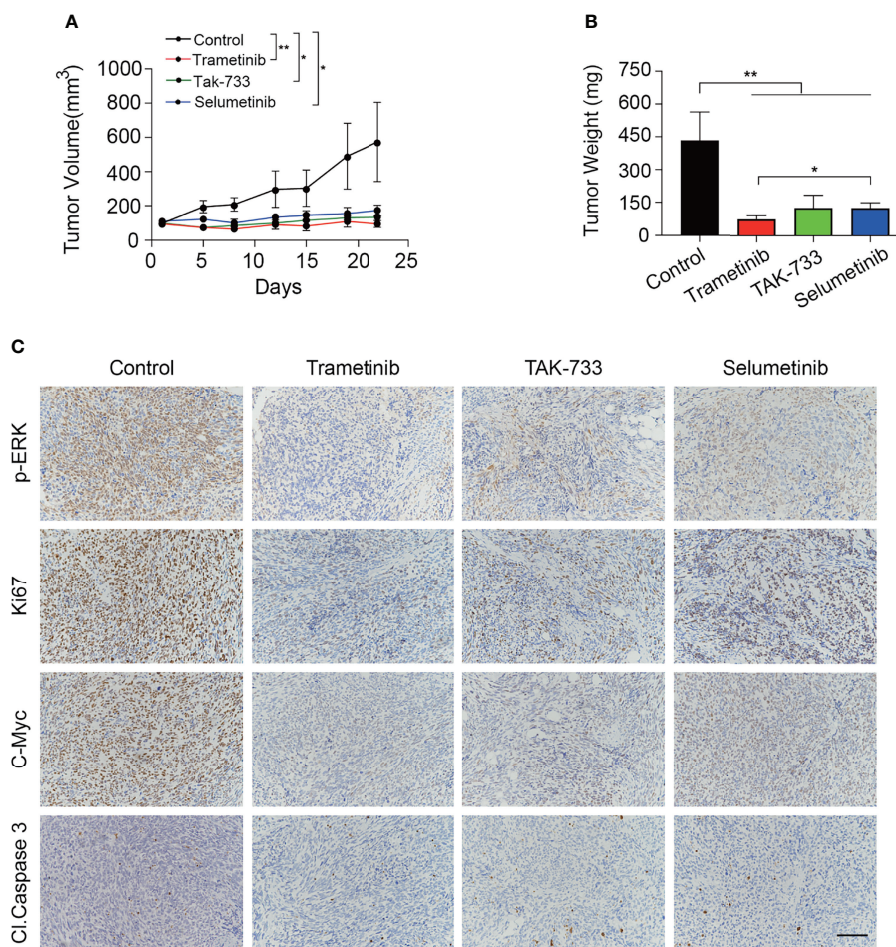 A
Control
Trametinib
Tak-733
Selumetinib
**
*
*
Tumor Volume(mm³)
1000
800
600
400
200
0
0 5 10 15 20 25
Days
B
Tumor Weight (mg)
750
600
450
300
150
0
**
*
Control
Trametinib
TAK-733
Selumetinib
C
Control Trametinib TAK-733 Selumetinib
p-ERK
Ki67
C-Myc
Cl.Caspase 3